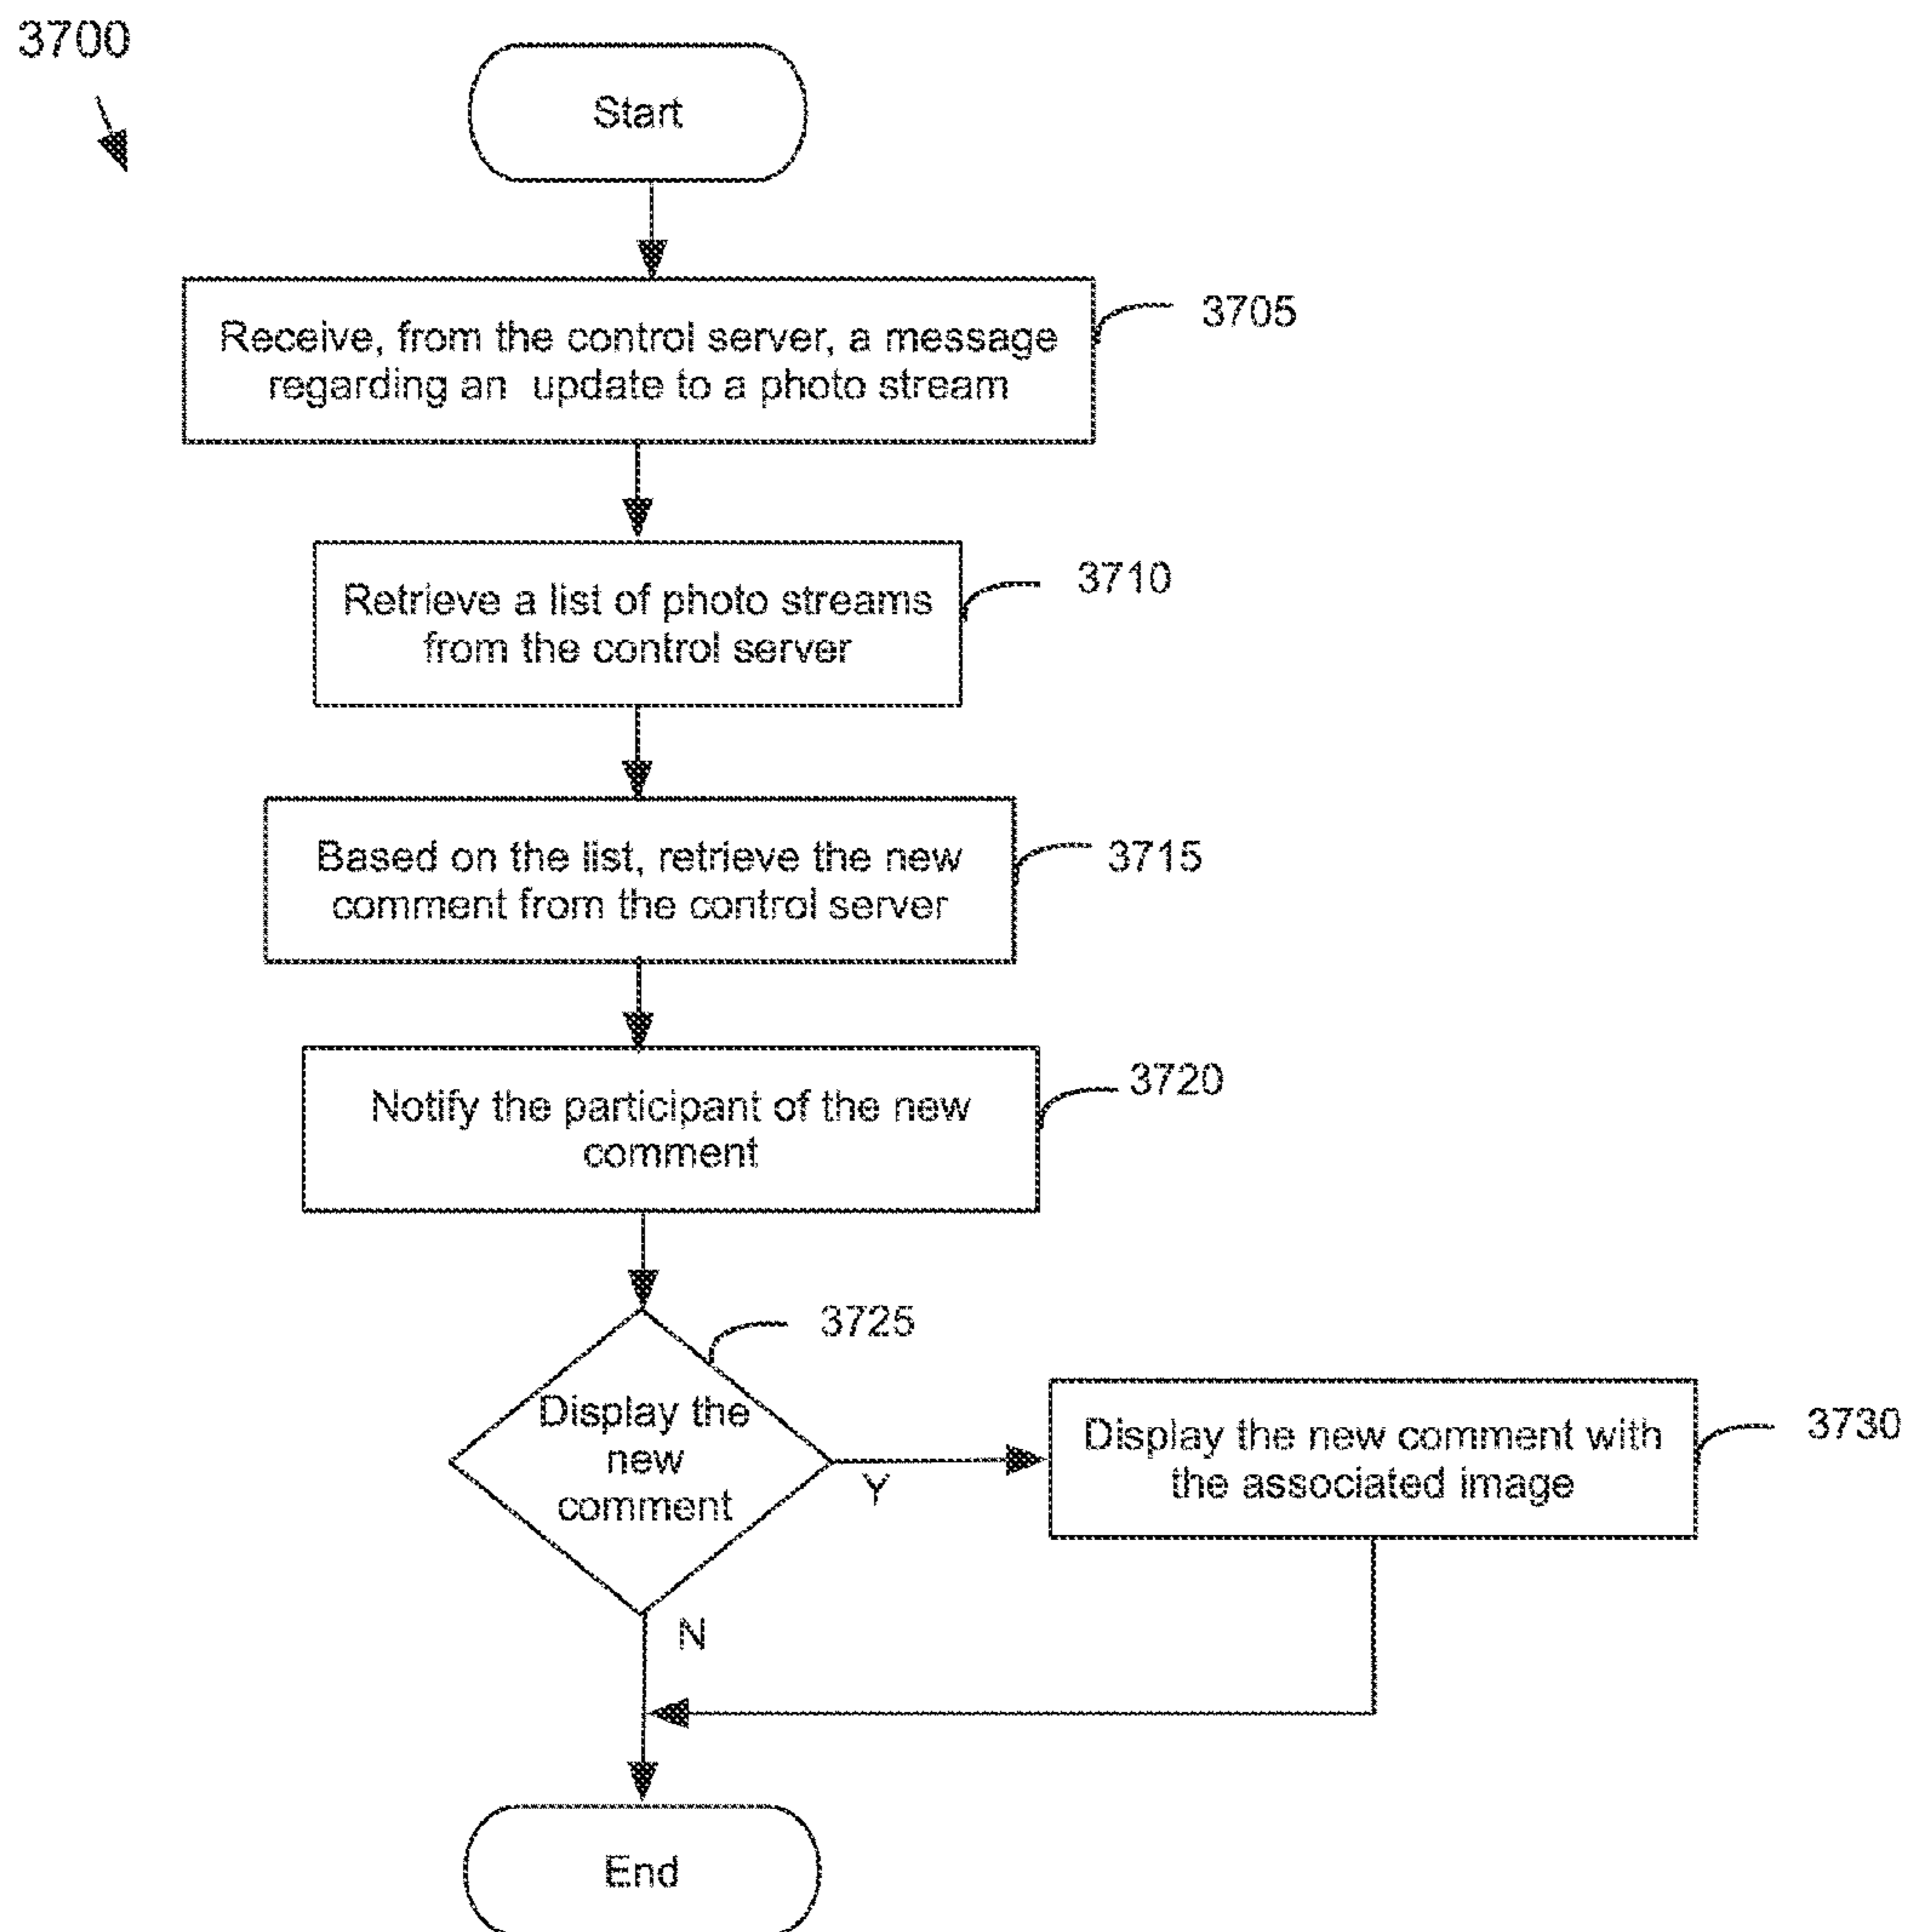 3700
Start
Receive, from the control server, a message
regarding an update to a photo stream
3705
Retrieve a list of photo streams
from the control server
3710
Based on the list, retrieve the new
comment from the control server
3715
Notify the participant of the new
comment
3720
3725
Display the
new
comment
Y
Display the new comment with
the associated image
3730
N
End